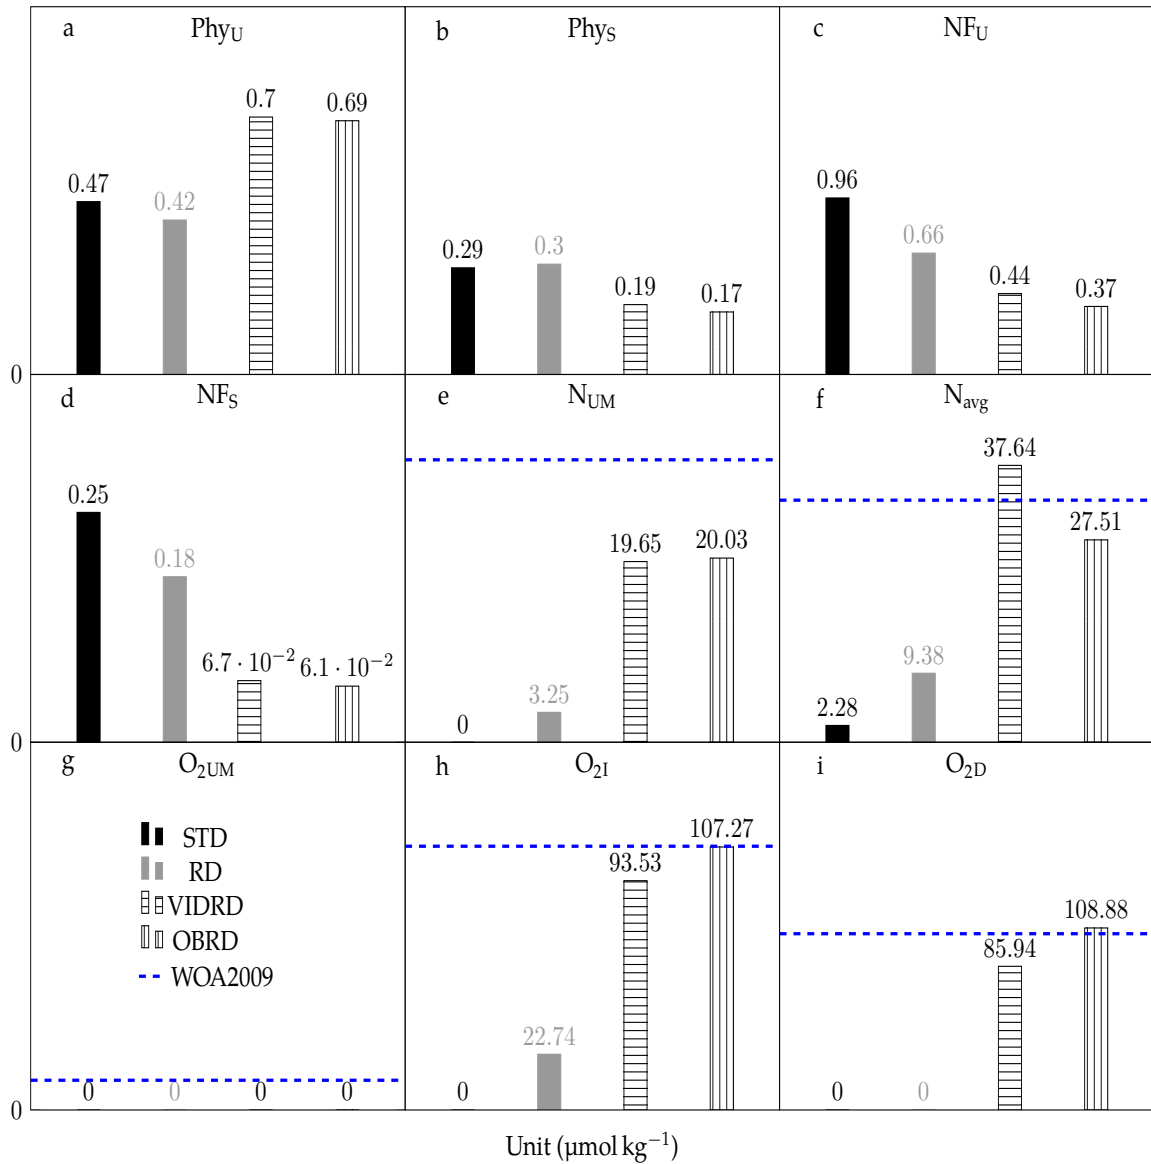 a Phy_U
0.47 0.42 0.7 0.69
0
b Phy_S
0.29 0.3 0.19 0.17
c NF_U
0.96 0.66 0.44 0.37
d NF_S
0.25 0.18 6.7 · 10⁻² 6.1 · 10⁻²
0
e N_UM
0 3.25 19.65 20.03
f N_avg
2.28 9.38 37.64 27.51
g O_2UM
STD
RD
VIDRD
OBRD
WOA2009
0 0 0 0
0
h O_2I
0 22.74 93.53 107.27
i O_2D
0 0 85.94 108.88
Unit (µmol kg⁻¹)